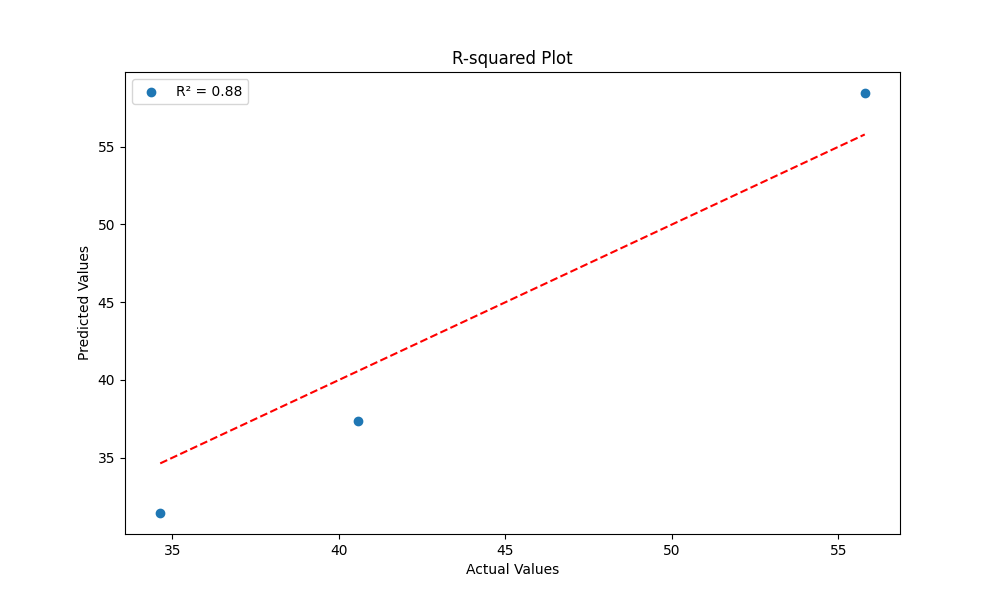 R-squared Plot
R² = 0.88
Predicted Values
55
50
45
40
35
35 40 45 50 55
Actual Values